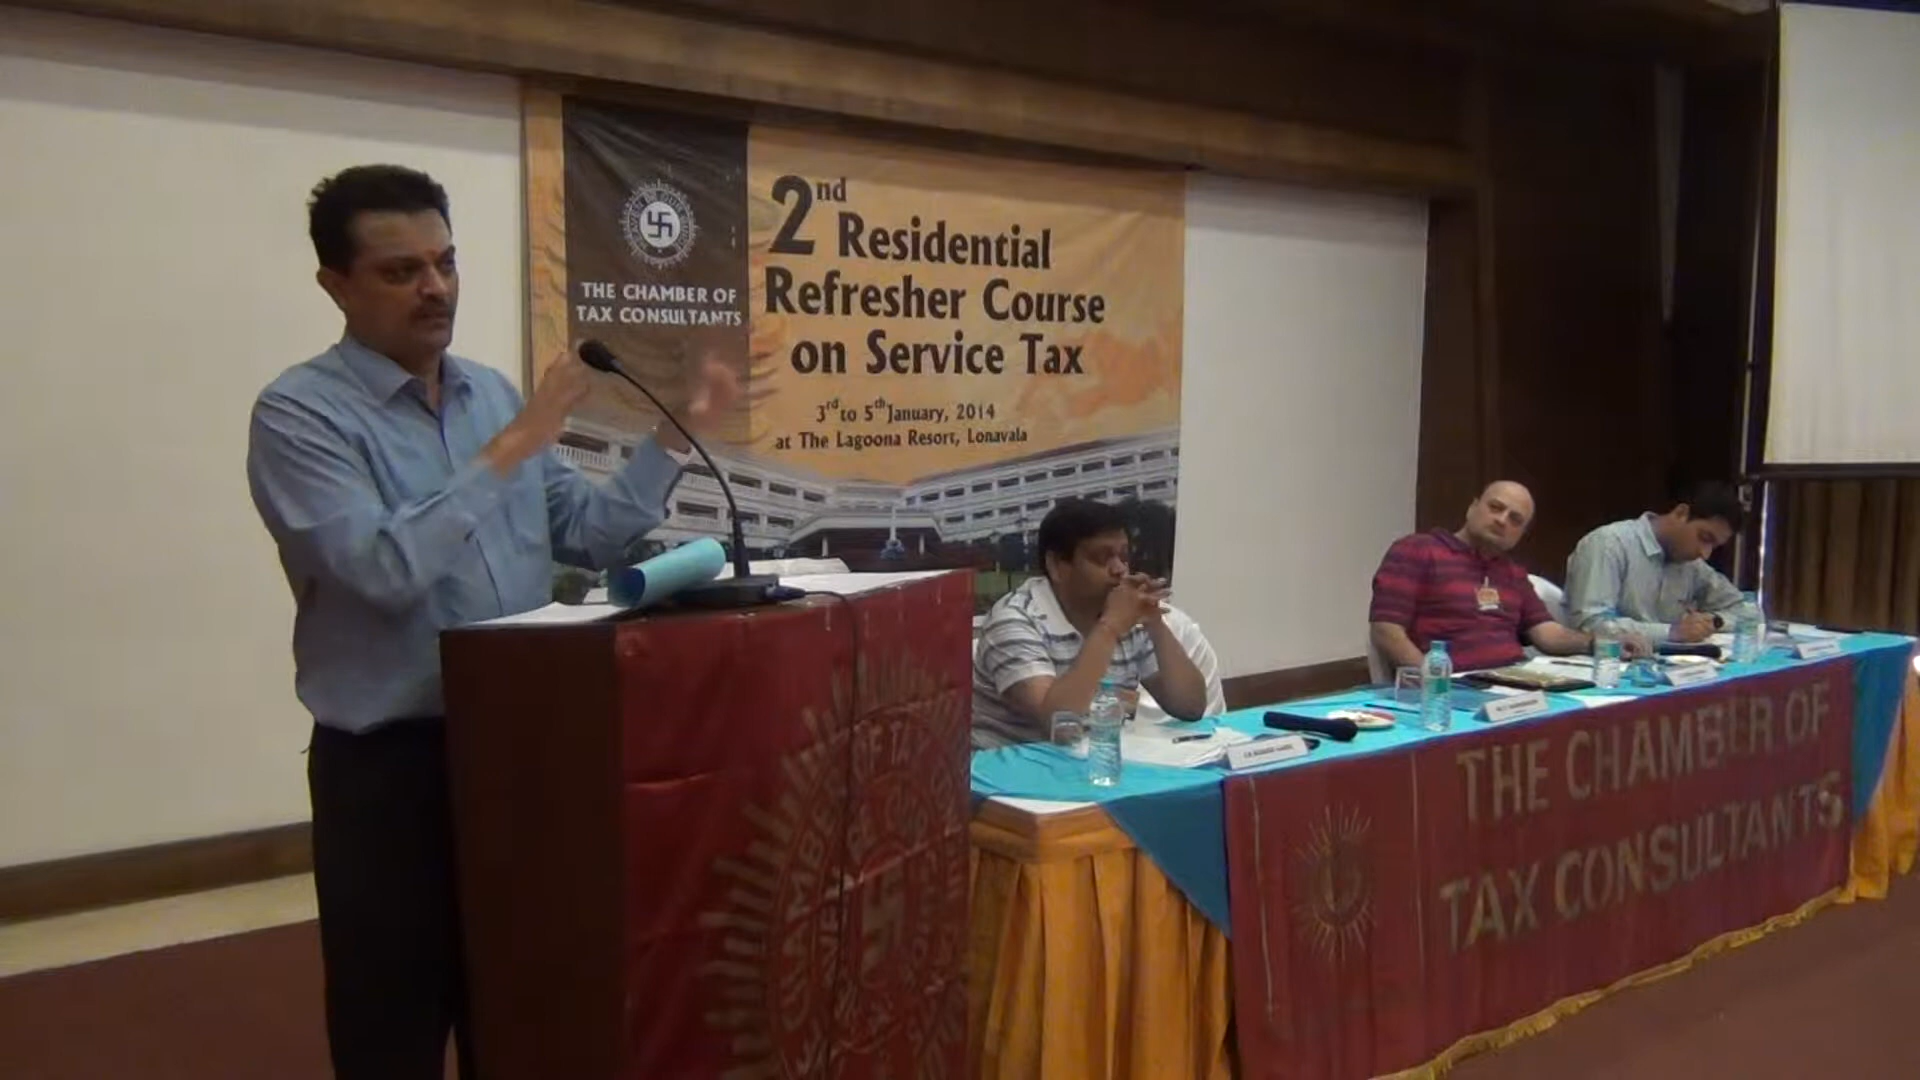 THE CHAMBER OF
TAX CONSULTANTS
2nd
Residential
Refresher Course
on Service Tax
3rd to 5th January, 2014
at The Lagoona Resort, Lonavala
THE CHAMBER OF
TAX CONSULTANTS